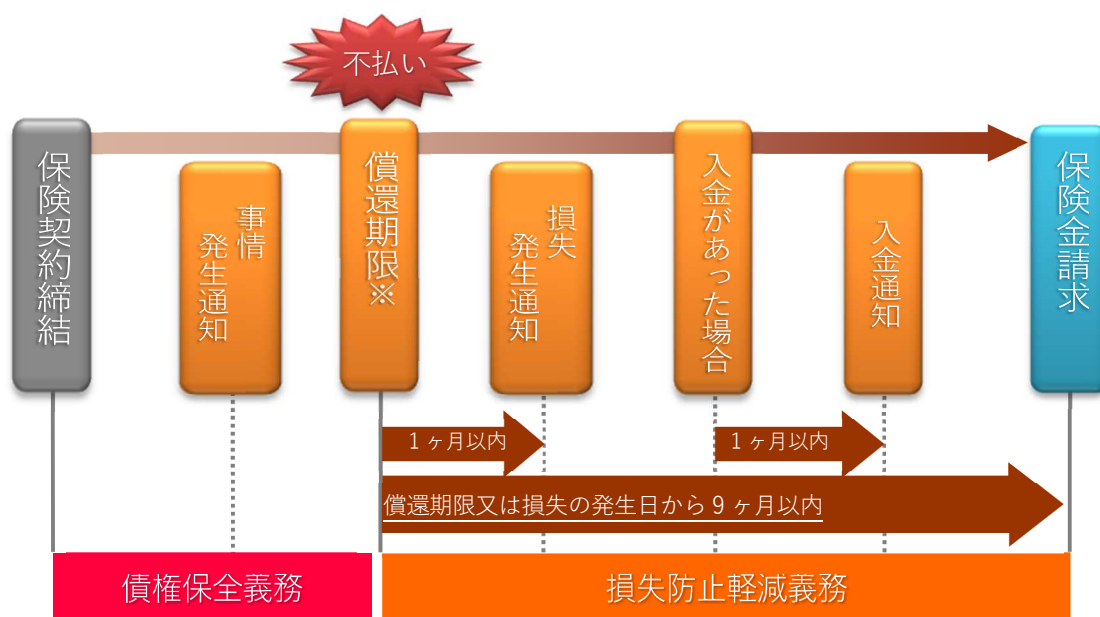 不払い
保険契約締結
事情
発生通知
償還期限※
損失
発生通知
入金があった場合
入金通知
保険金請求
1ヶ月以内
1ヶ月以内
償還期限又は損失の発生日から9ヶ月以内
債権保全義務
損失防止軽減義務